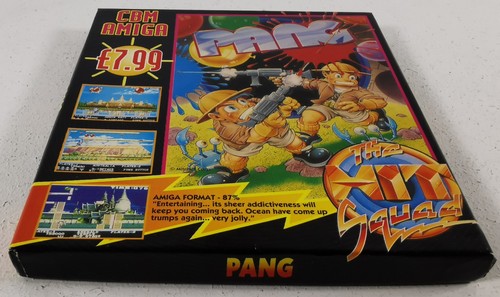 CBM
AMIGA
£7.99
PANG
The
HIT
Squad
AMIGA FORMAT - 87%
"Entertaining... its sheer addictiveness will
keep you coming back. Ocean have come up
trumps again... very jolly."
PANG